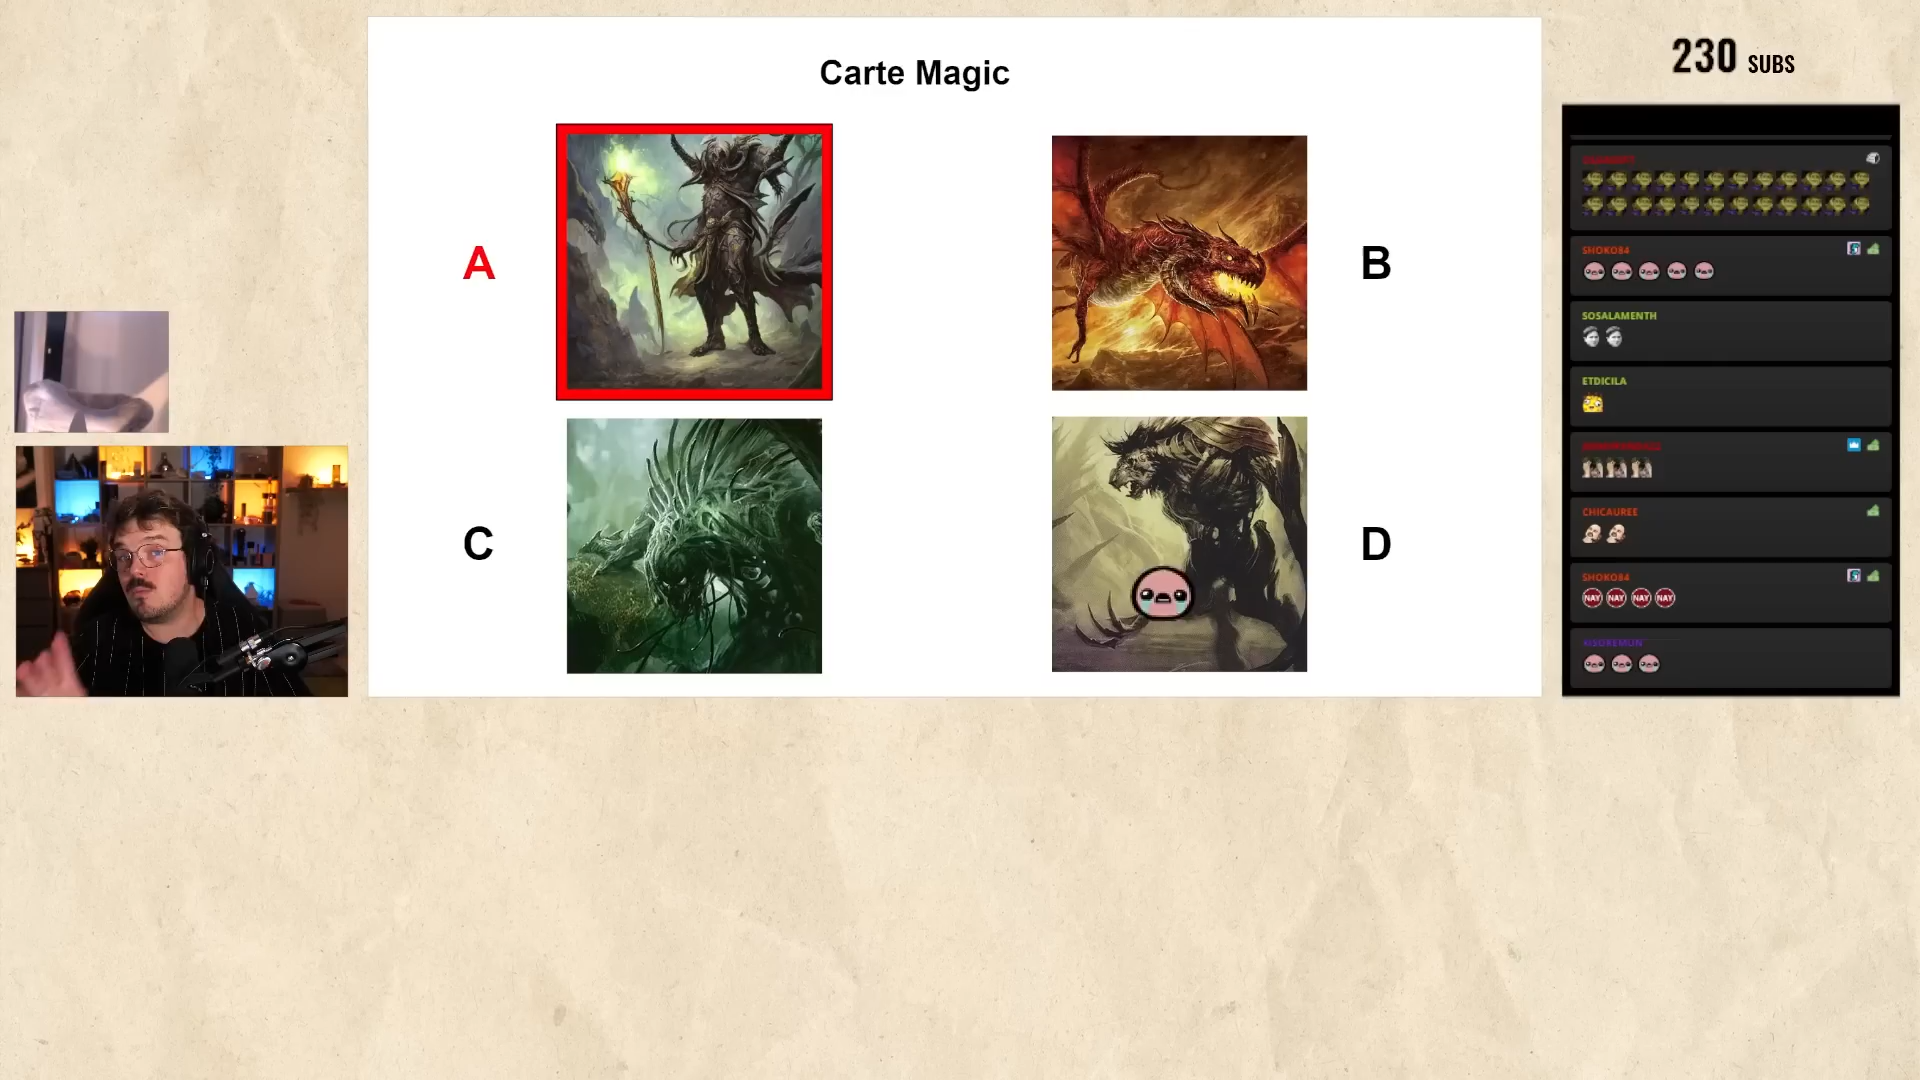 Carte Magic
A
B
C
D
230 SUBS
SHOKO84
SOSALAMENTH
ETDICILA
CHICAUREE
SHOKO84
NAY NAY NAY NAY